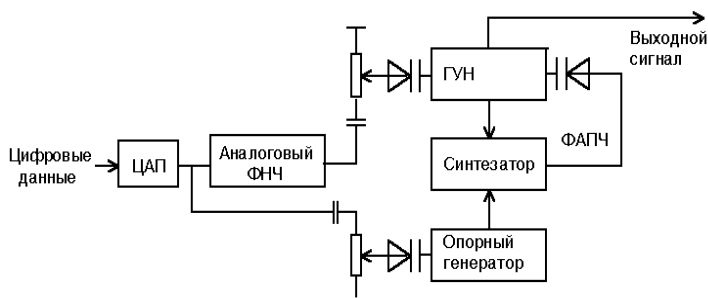 Выходной
сигнал
ГУН
ФАПЧ
Цифровые
данные
ЦАП
Аналоговый
ФНЧ
Синтезатор
Опорный
генератор